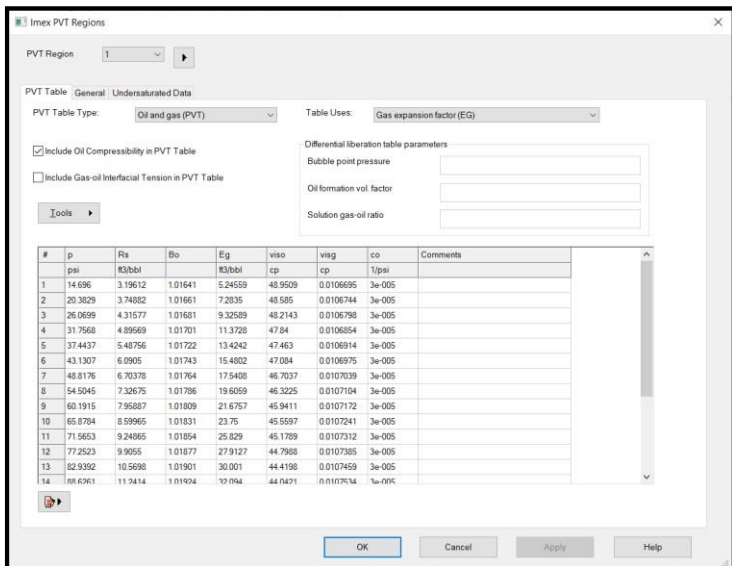 Imex PVT Regions
PVT Region 1
PVT Table General Undersaturated Data
PVT Table Type: Oil and gas (PVT) Table Uses: Gas expansion factor (EG)
Include Oil Compressibility in PVT Table
Include Gas-oil Interfacial Tension in PVT Table
Tools
Differential liberation table parameters
Bubble point pressure
Oil formation vol. factor
Solution gas-oil ratio
# p Rs Bo Eg viso visg co Comments
psi ft3/bbl ft3/bbl cp cp 1/psi
1 14.696 3.19612 1.01641 5.24559 48.9509 0.0106695 3e-005
2 20.3829 3.74882 1.01661 7.2835 48.585 0.0106744 3e-005
3 26.0699 4.31577 1.01681 9.32589 48.2143 0.0106798 3e-005
4 31.7568 4.89569 1.01701 11.3728 47.84 0.0106854 3e-005
5 37.4437 5.48756 1.01722 13.4242 47.463 0.0106914 3e-005
6 43.1307 6.0905 1.01743 15.4802 47.084 0.0106975 3e-005
7 48.8176 6.70378 1.01764 17.5408 46.7037 0.0107039 3e-005
8 54.5045 7.32675 1.01786 19.6059 46.3225 0.0107104 3e-005
9 60.1915 7.95887 1.01809 21.6757 45.9411 0.0107172 3e-005
10 65.8784 8.59965 1.01831 23.75 45.5597 0.0107241 3e-005
11 71.5653 9.24865 1.01854 25.829 45.1789 0.0107312 3e-005
12 77.2523 9.9055 1.01877 27.9127 44.7988 0.0107385 3e-005
13 82.9392 10.5698 1.01901 30.001 44.4198 0.0107459 3e-005
14 88.6261 11.2414 1.01924 32.094 44.0421 0.0107534 3e-005
OK Cancel Apply Help